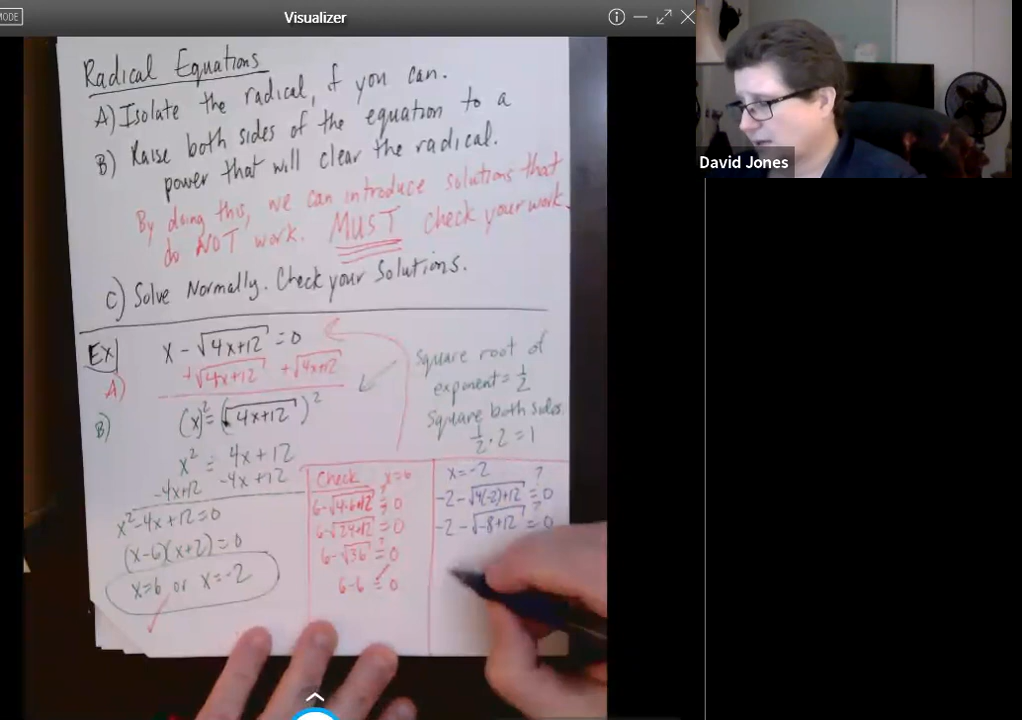 MODE
Visualizer
David Jones
Radical Equations
A) Isolate the radical, if you can.
B) Raise both sides of the equation to a
power that will clear the radical.
By doing this, we can introduce solutions that
do NOT work. MUST check your work.
C) Solve Normally. Check your Solutions.
Ex
x - √4x+12 = 0
A) +√4x+12 +√4x+12
B) (x)² = (√4x+12)²
x² = 4x+12
-4x+12 -4x+12
x²-4x+12=0
(x-6)(x+2)=0
x=6 or x=-2
Square root of
exponent = 1/2
Square both sides.
1/2 · 2 = 1
Check x=6
6-√4·6+12 ?= 0
6-√24+12 ?= 0
6-√36 ?= 0
6-6 = 0
x=-2
-2-√4(-2)+12 ?= 0
-2-√-8+12 ?= 0